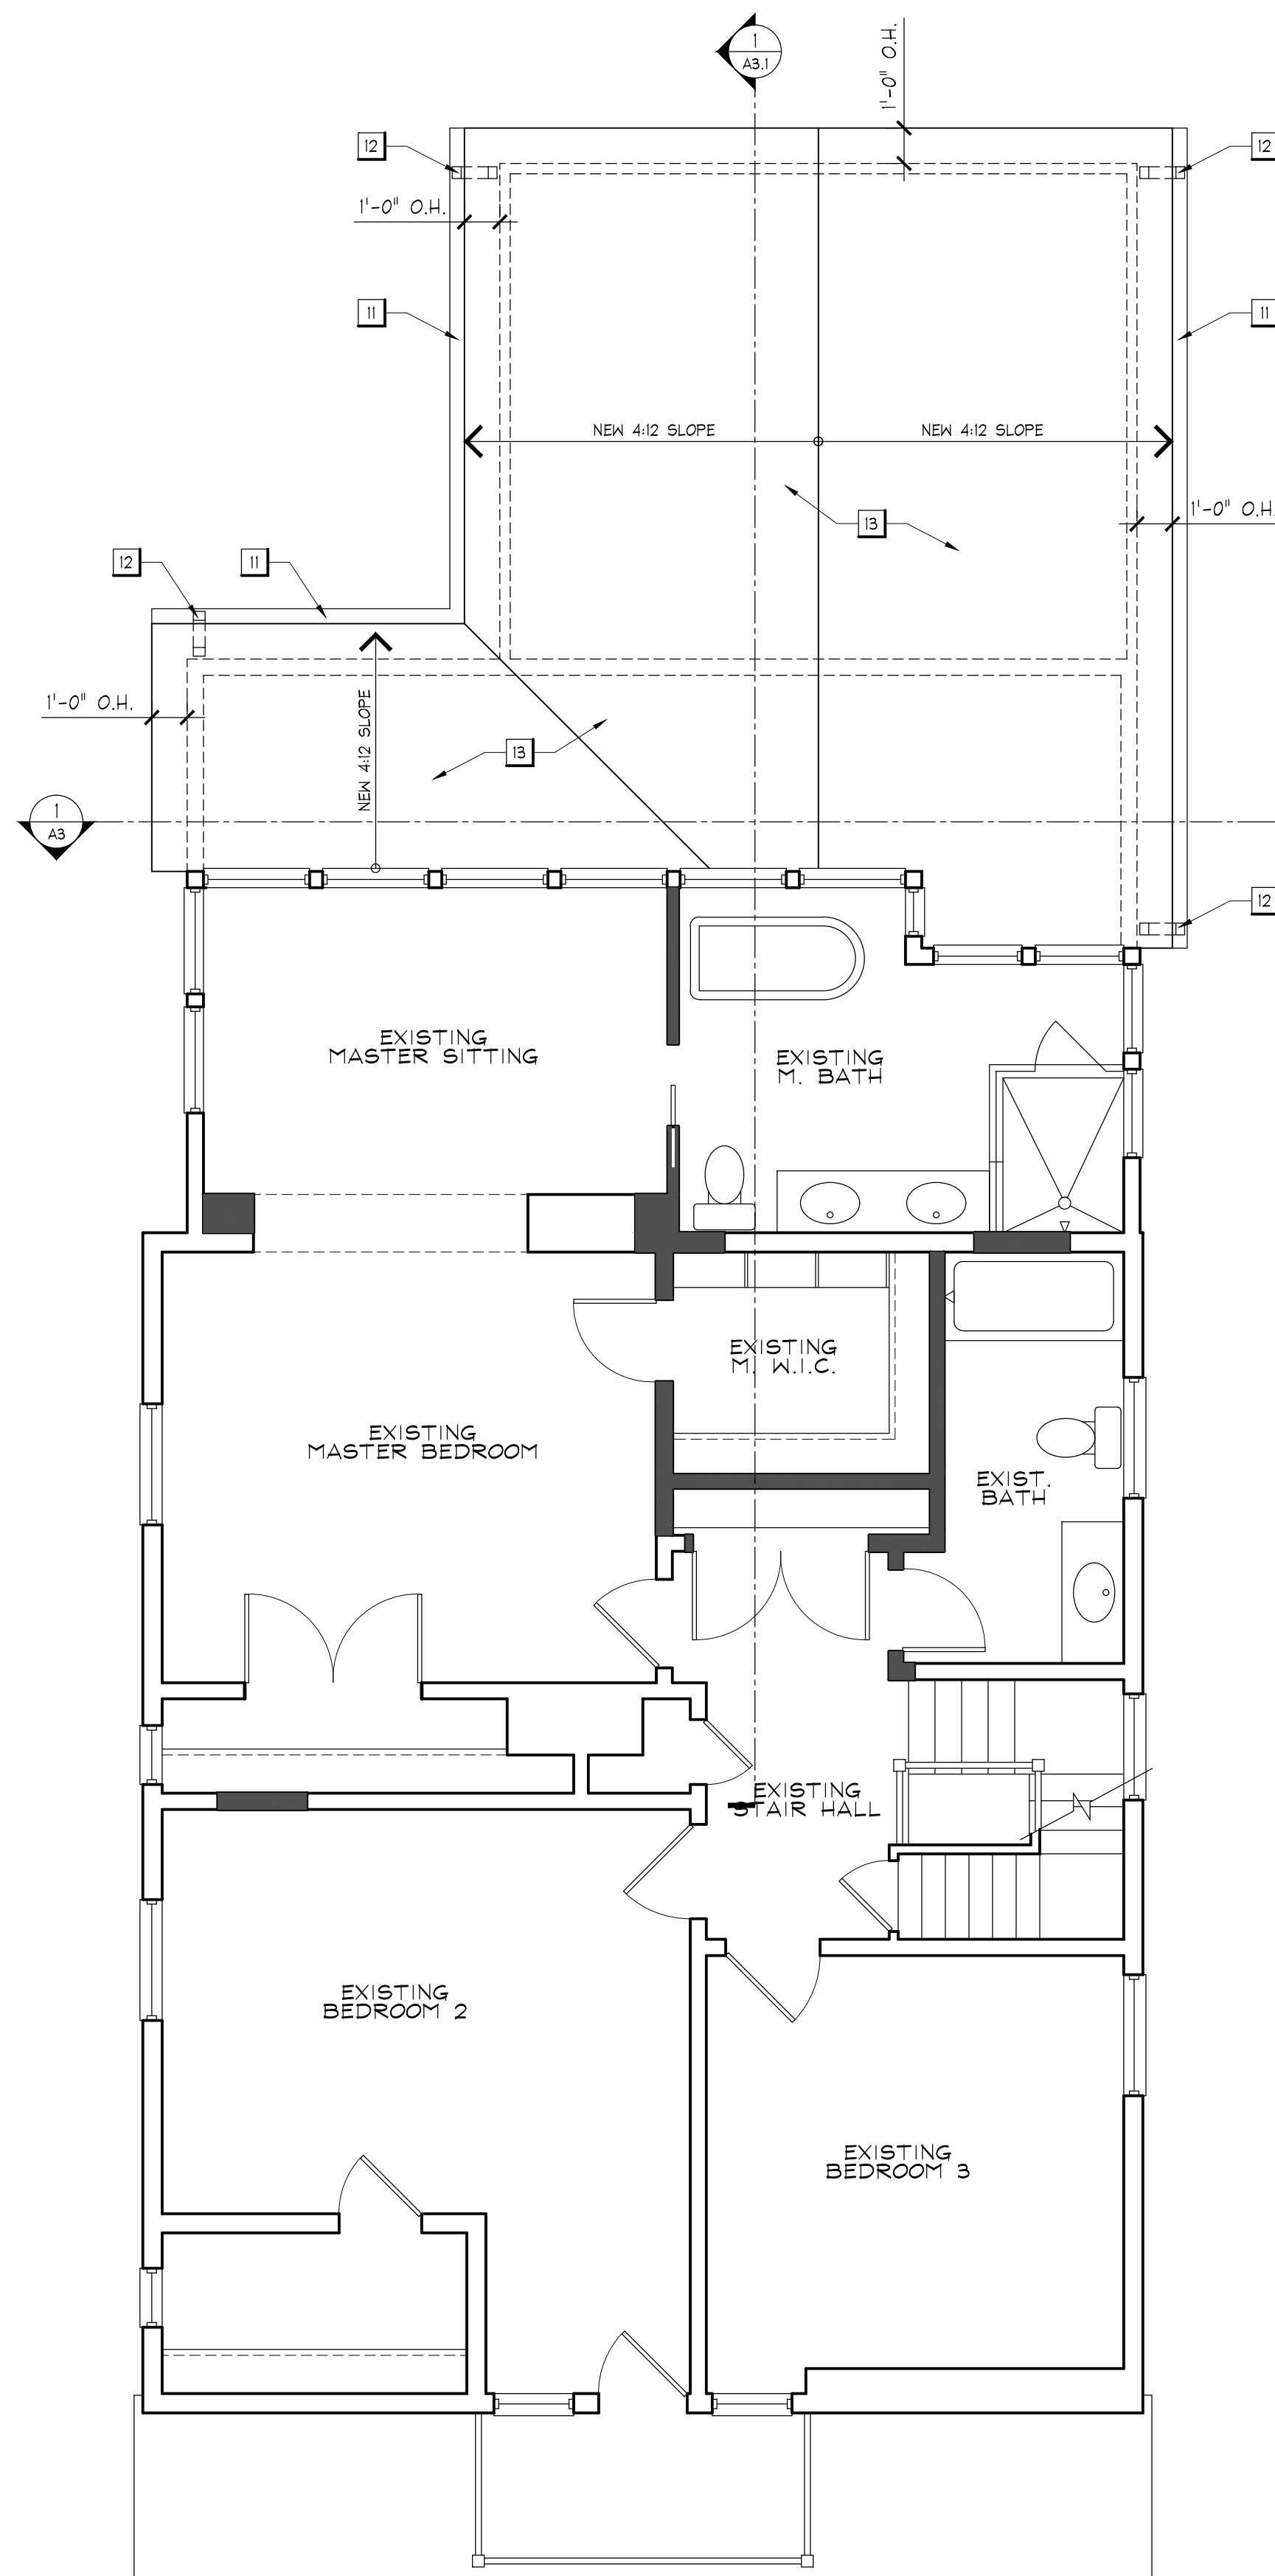 1
A3.1
1'-0" O.H.
12
12
1'-0" O.H.
11
11
NEW 4:12 SLOPE
NEW 4:12 SLOPE
1'-0" O.H.
13
12
11
NEW 4:12 SLOPE
1'-0" O.H.
13
1
A3
12
EXISTING
MASTER SITTING
EXISTING
M. BATH
EXISTING
M. W.I.C.
EXISTING
MASTER BEDROOM
EXIST.
BATH
EXISTING
STAIR HALL
EXISTING
BEDROOM 2
EXISTING
BEDROOM 3